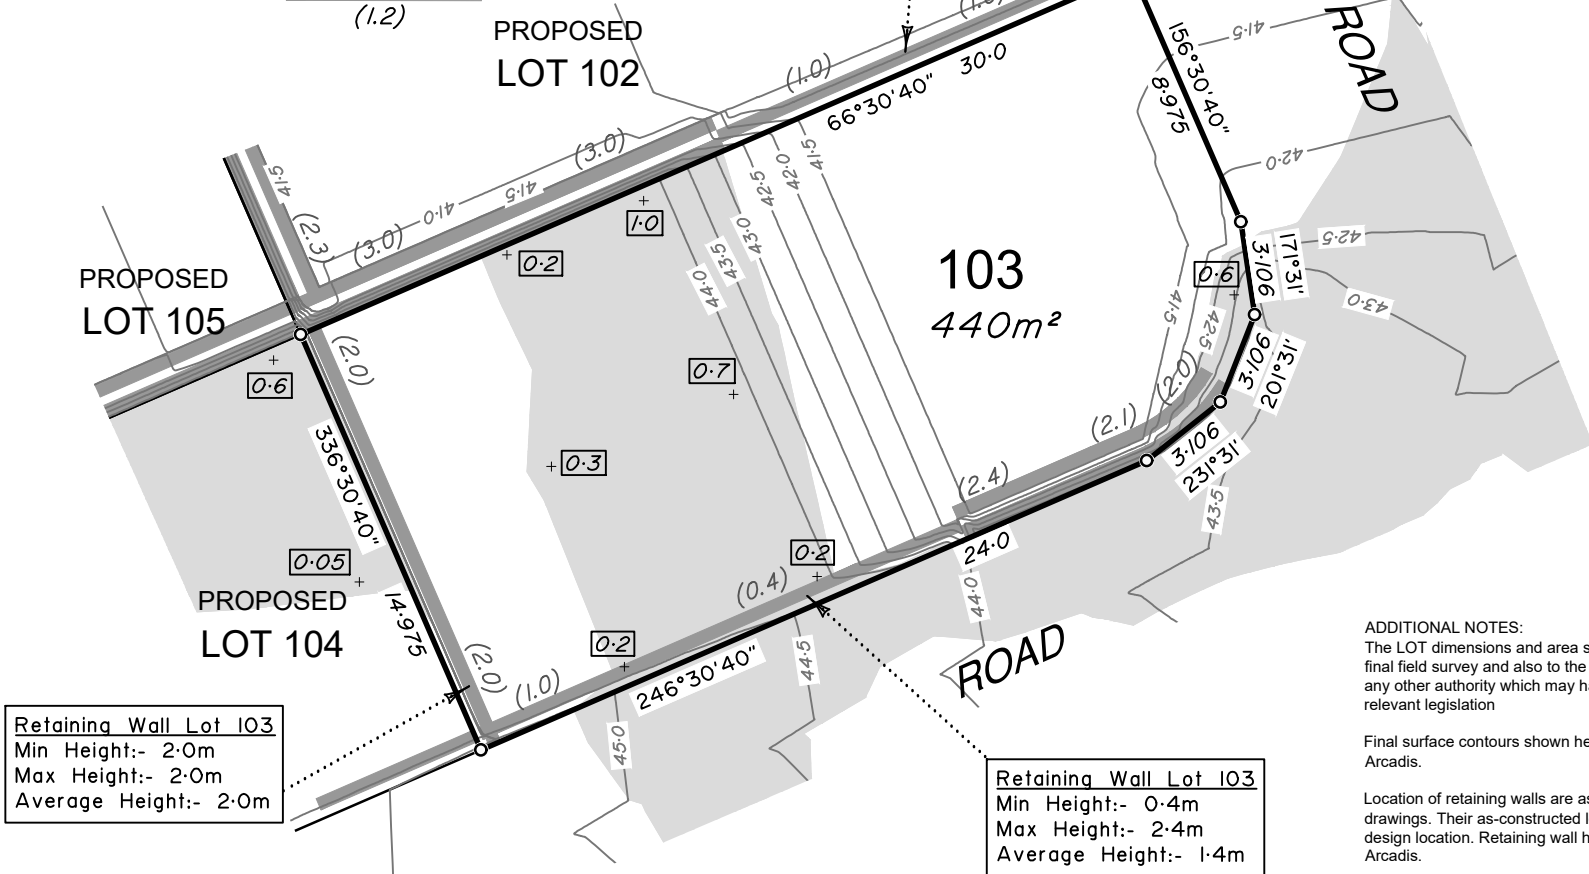 (1.2)
PROPOSED
LOT 102
(1.0)
30·0
66°30'40"
156°30'40"
8·975
ROAD
41·5
42·0
42·5
43·0
(3.0)
41·5
41·0
(3.0)
41·5
(2.3)
1·0
0·2
44·0
43·5
43·0
42·5
42·0
41·5
103
440m²
0·6
3·106
171°31'
41·5
42·5
3·106
201°31'
PROPOSED
LOT 105
(2.0)
0·6
0·7
(2.0)
(2.1)
3·106
231°31'
43·5
336°30'40"
14·975
0·3
(2.4)
24·0
0·05
PROPOSED
LOT 104
0·2
(0.4)
44·0
ROAD
0·2
246°30'40"
44·5
45·0
(2.0)
(1.0)
Retaining Wall Lot 103
Min Height:- 2·0m
Max Height:- 2·0m
Average Height:- 2·0m
Retaining Wall Lot 103
Min Height:- 0·4m
Max Height:- 2·4m
Average Height:- 1·4m
ADDITIONAL NOTES:
The LOT dimensions and area s
final field survey and also to the
any other authority which may ha
relevant legislation
Final surface contours shown he
Arcadis.
Location of retaining walls are as
drawings. Their as-constructed l
design location. Retaining wall h
Arcadis.